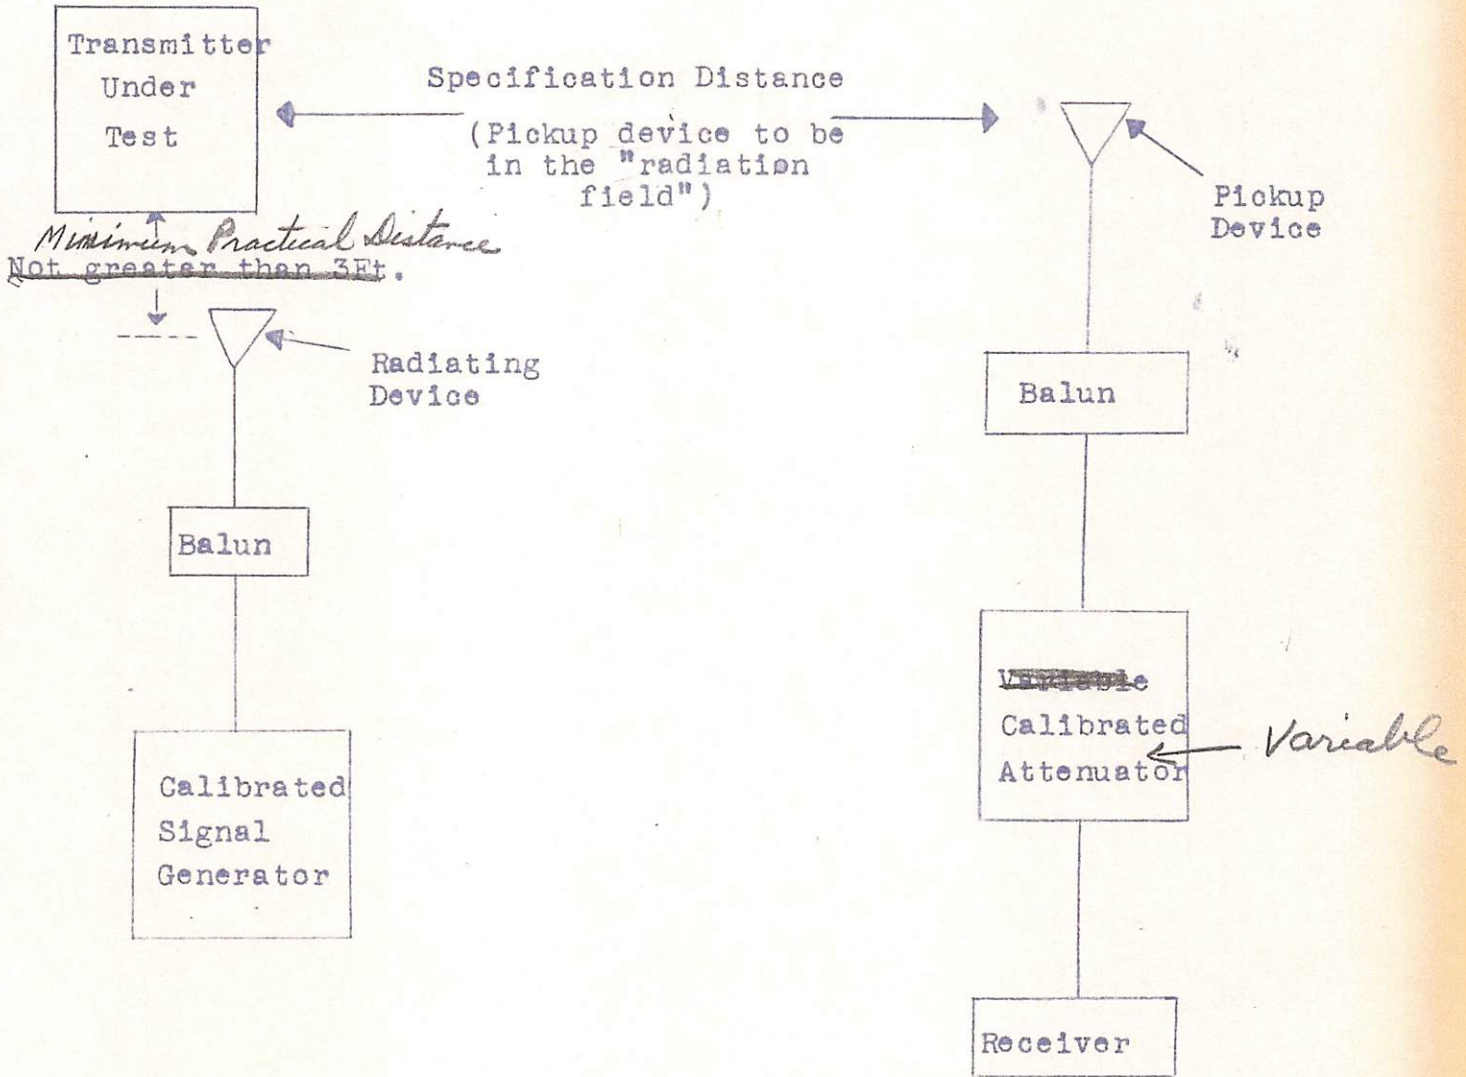 Transmitter
Under
Test
Specification Distance
(Pickup device to be
in the "radiation
field")
Pickup
Device
Minimum Practical Distance
Not greater than 3Ft.
Radiating
Device
Balun
Balun
Calibrated
Signal
Generator
Variable
Calibrated
Attenuator
Variable
Receiver